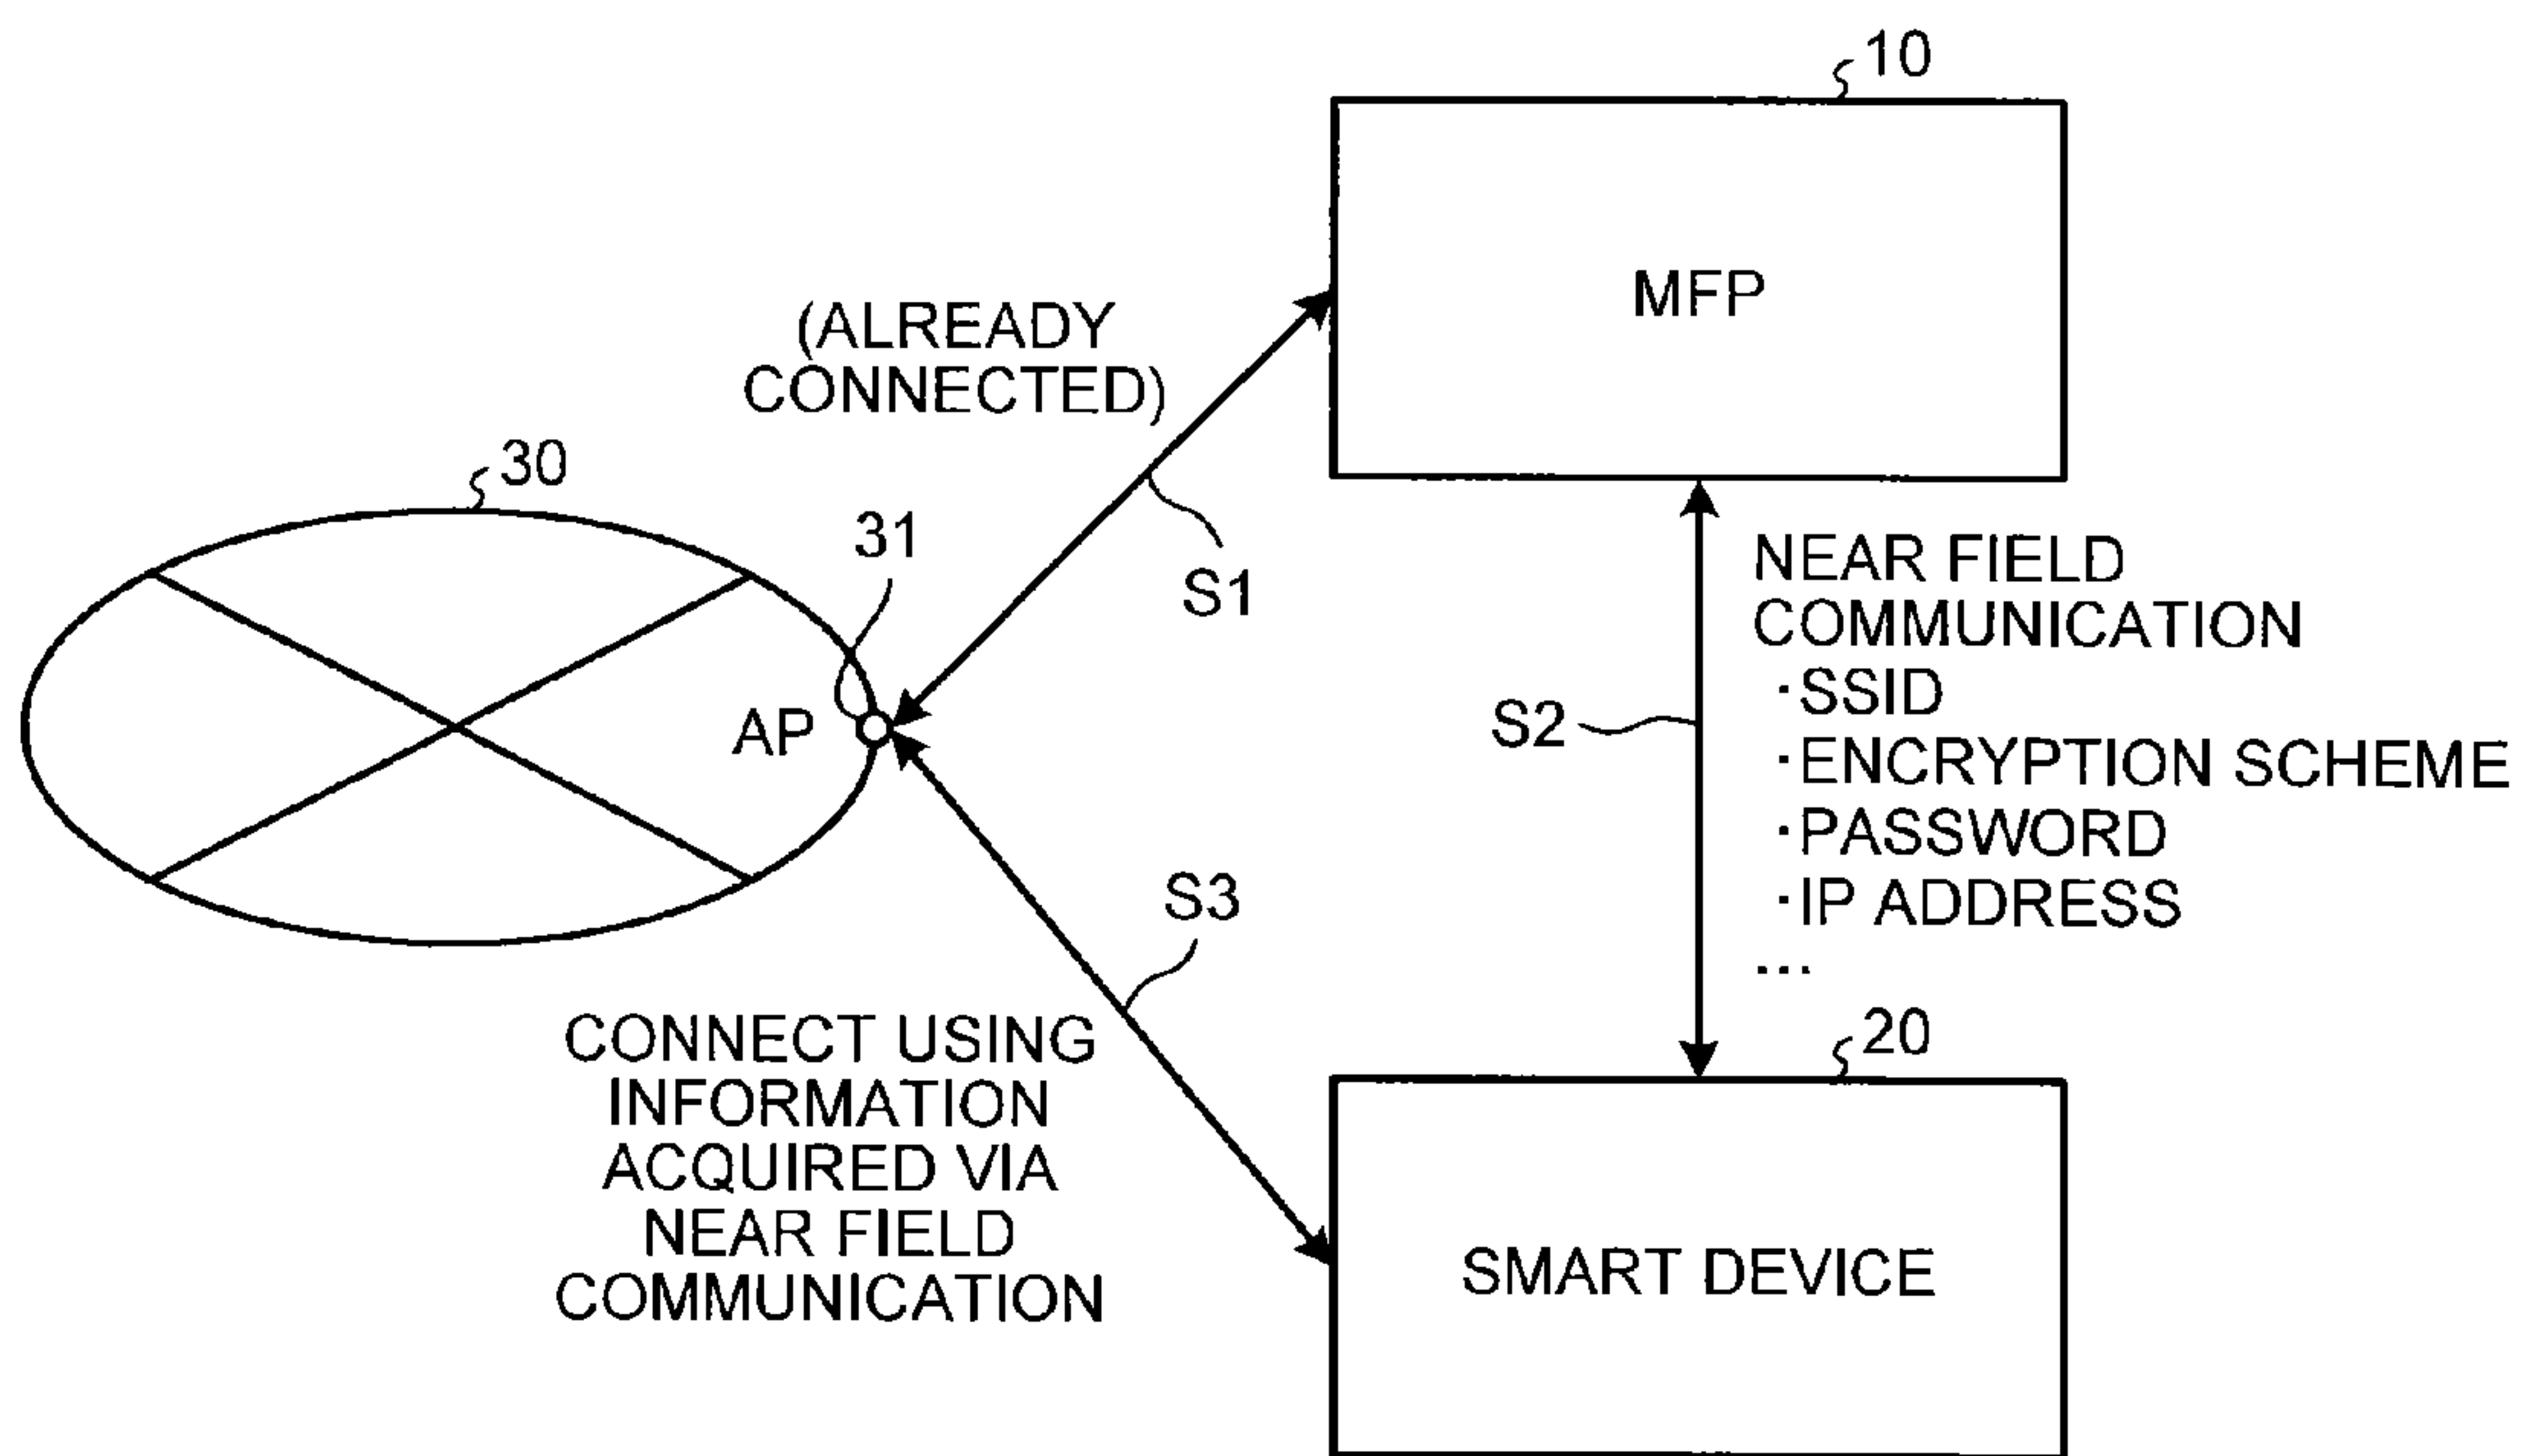 10
MFP
(ALREADY
CONNECTED)
30
31
S1
AP
NEAR FIELD
COMMUNICATION
·SSID
·ENCRYPTION SCHEME
·PASSWORD
·IP ADDRESS
...
S2
S3
20
CONNECT USING
INFORMATION
ACQUIRED VIA
NEAR FIELD
COMMUNICATION
SMART DEVICE